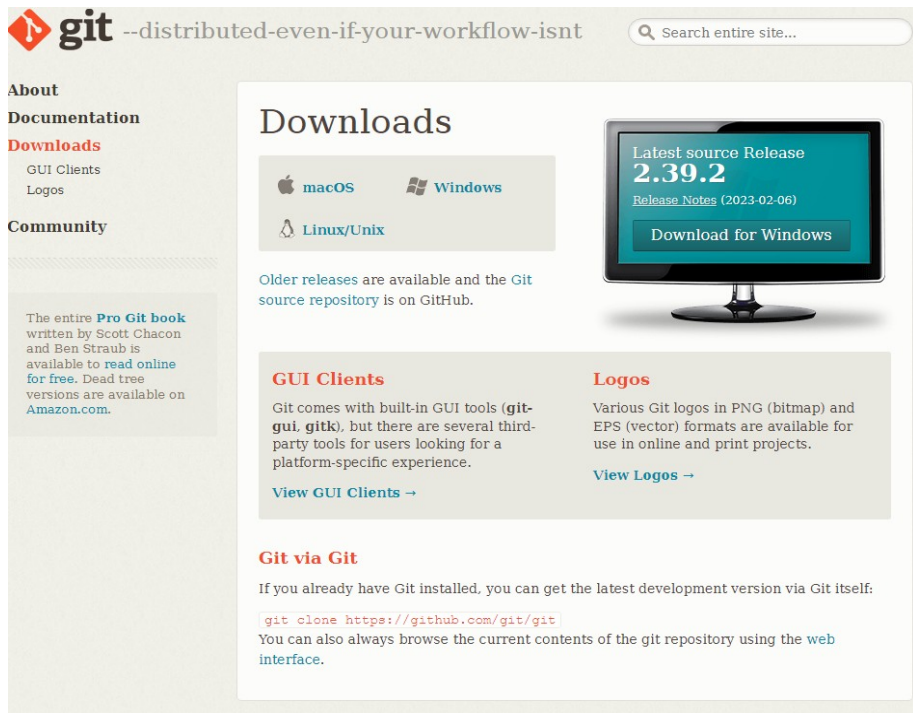 git --distributed-even-if-your-workflow-isnt
Search entire site...
About
Documentation
Downloads
GUI Clients
Logos
Community
The entire Pro Git book
written by Scott Chacon
and Ben Straub is
available to read online
for free. Dead tree
versions are available on
Amazon.com.
Downloads
macOS
Windows
Linux/Unix
Older releases are available and the Git
source repository is on GitHub.
Latest source Release
2.39.2
Release Notes (2023-02-06)
Download for Windows
GUI Clients
Git comes with built-in GUI tools (git-
gui, gitk), but there are several third-
party tools for users looking for a
platform-specific experience.
View GUI Clients →
Logos
Various Git logos in PNG (bitmap) and
EPS (vector) formats are available for
use in online and print projects.
View Logos →
Git via Git
If you already have Git installed, you can get the latest development version via Git itself:
git clone https://github.com/git/git
You can also always browse the current contents of the git repository using the web
interface.